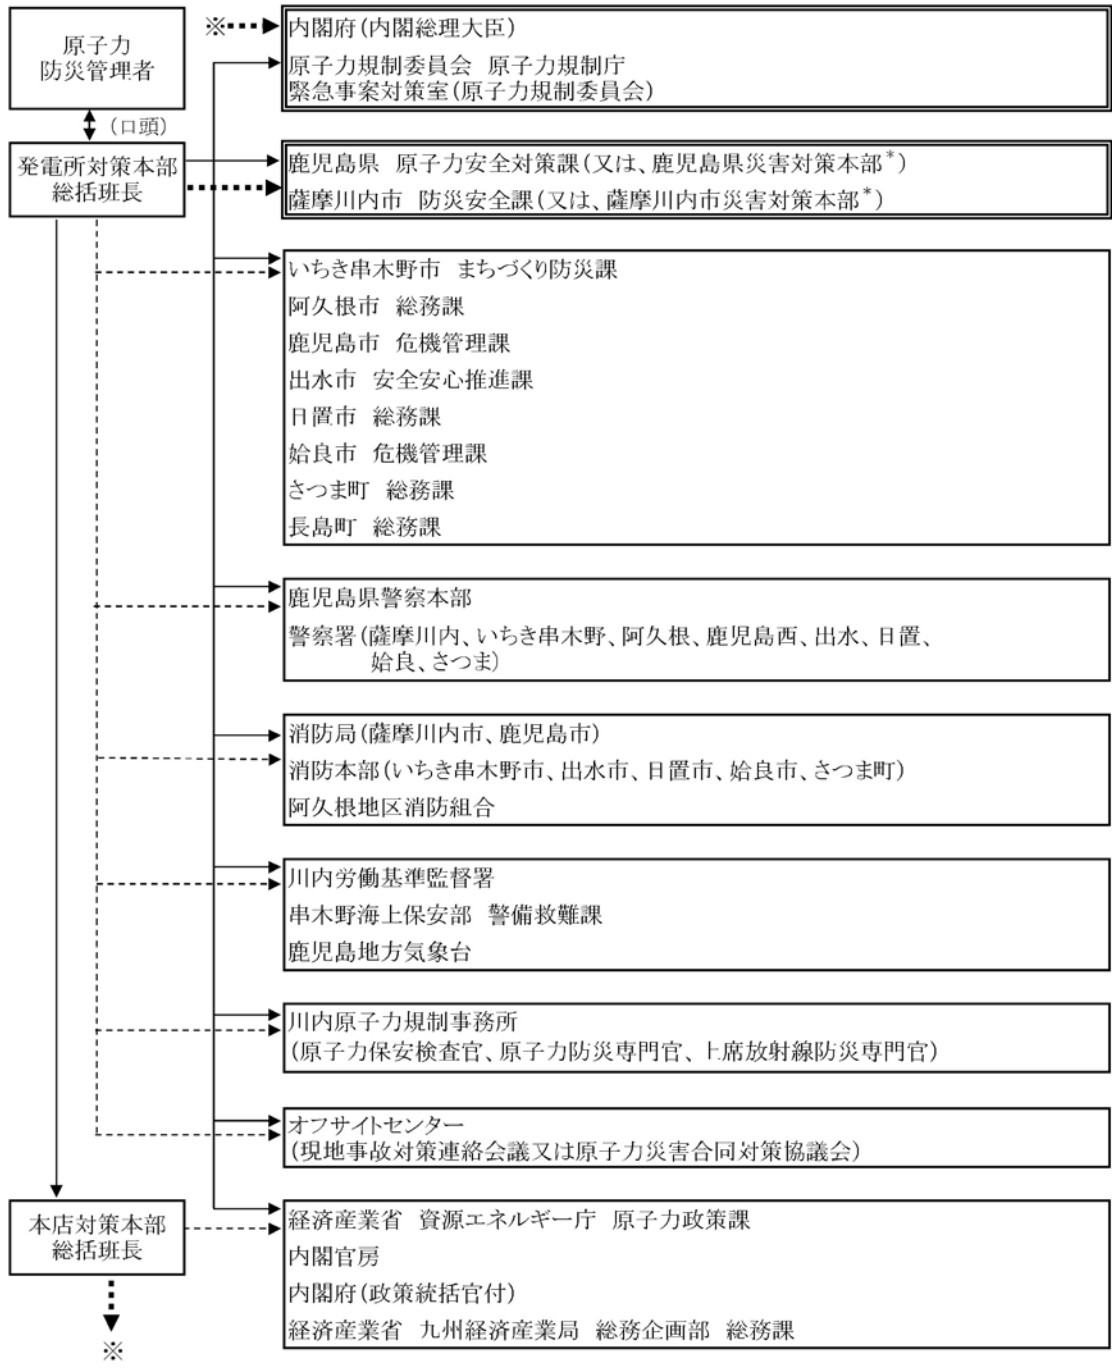 原子力
防災管理者
(口頭)
発電所対策本部
総括班長
本店対策本部
総括班長
※
※
内閣府(内閣総理大臣)
原子力規制委員会 原子力規制庁
緊急事案対策室(原子力規制委員会)
鹿児島県 原子力安全対策課(又は、鹿児島県災害対策本部*)
薩摩川内市 防災安全課(又は、薩摩川内市災害対策本部*)
いちき串木野市 まちづくり防災課
阿久根市 総務課
鹿児島市 危機管理課
出水市 安全安心推進課
日置市 総務課
姶良市 危機管理課
さつま町 総務課
長島町 総務課
鹿児島県警察本部
警察署(薩摩川内、いちき串木野、阿久根、鹿児島西、出水、日置、
姶良、さつま)
消防局(薩摩川内市、鹿児島市)
消防本部(いちき串木野市、出水市、日置市、姶良市、さつま町)
阿久根地区消防組合
川内労働基準監督署
串木野海上保安部 警備救難課
鹿児島地方気象台
川内原子力規制事務所
(原子力保安検査官、原子力防災専門官、上席放射線防災専門官)
オフサイトセンター
(現地事故対策連絡会議又は原子力災害合同対策協議会)
経済産業省 資源エネルギー庁 原子力政策課
内閣官房
内閣府(政策統括官付)
経済産業省 九州経済産業局 総務企画部 総務課